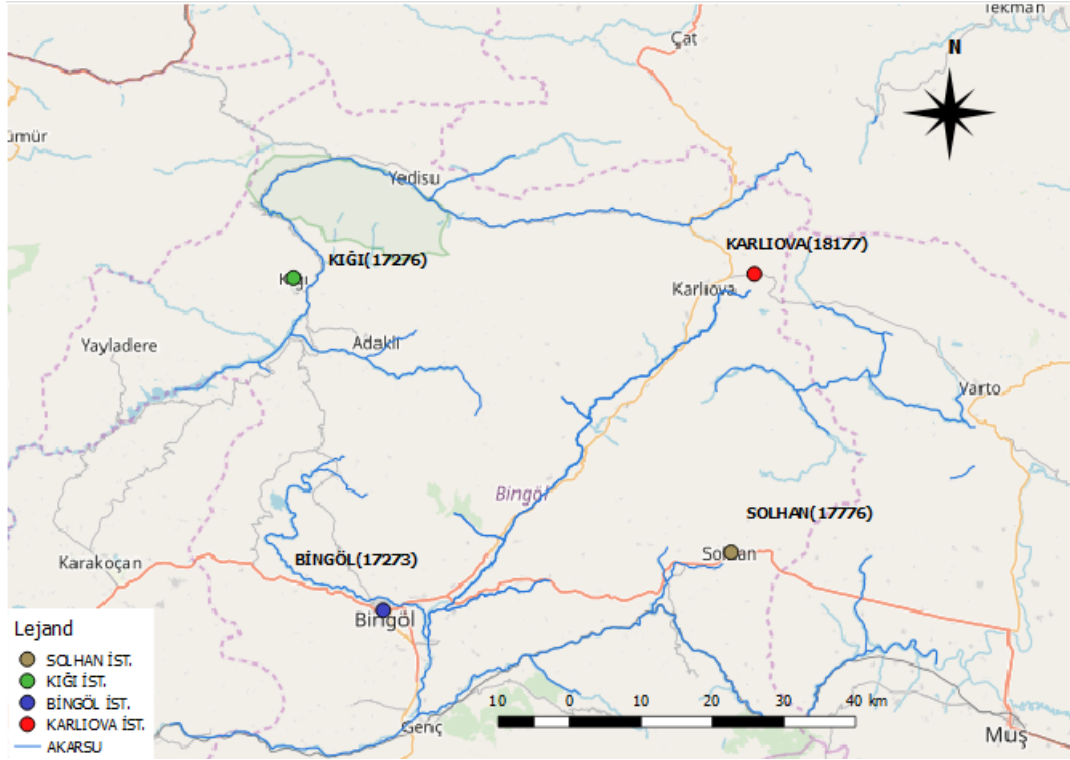 Tekman
Çat
N
ümür
Yedisu
KARLIOVA(18177)
KIĞI(17276)
Kiğı
Karlıova
Adaklı
Yayladere
Varto
Bingöl
SOLHAN(17776)
Solhan
BİNGÖL(17273)
Karakoçan
Bingöl
Lejand
SOLHAN İST.
KIĞI İST.
BİNGÖL İST.
KARLIOVA İST.
AKARSU
10 0 10 20 30 40 km
Genç
Muş